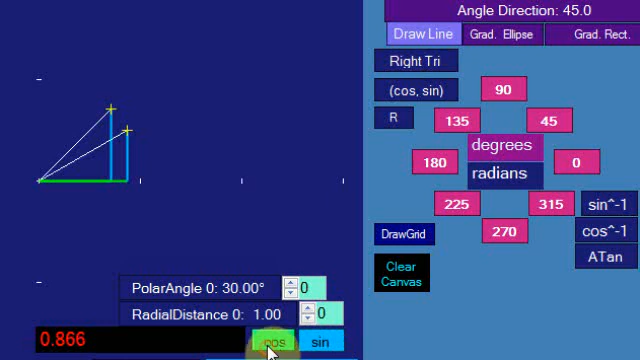 Angle Direction: 45.0
Draw Line Grad. Ellipse Grad. Rect.
Right Tri
(cos, sin)
90
R
135
45
degrees
180
0
radians
225
315
sin^-1
270
cos^-1
DrawGrid
ATan
Clear
Canvas
PolarAngle 0: 30.00° 0
RadialDistance 0: 1.00 0
0.866 cos sin